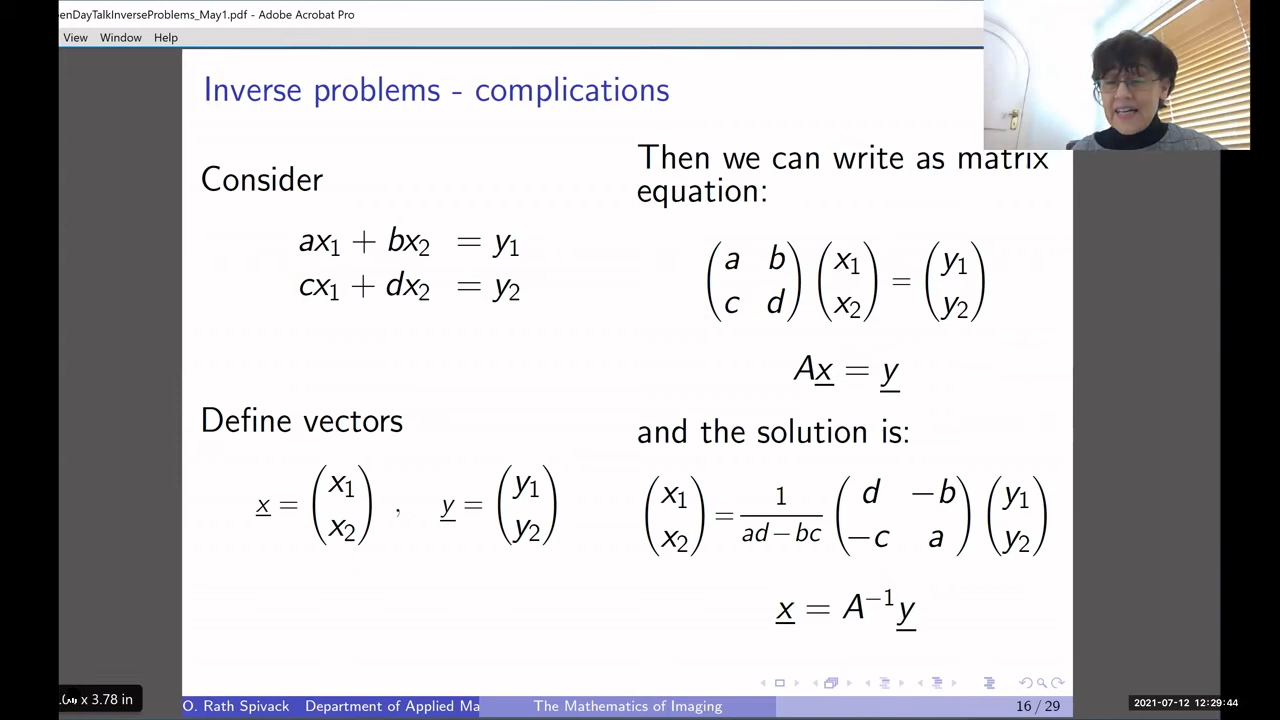 enDayTalkInverseProblems_May1.pdf - Adobe Acrobat Pro
View Window Help
Inverse problems - complications
Consider
ax₁ + bx₂ = y₁
cx₁ + dx₂ = y₂
Define vectors
x = (x₁ x₂) , y = (y₁ y₂)
Then we can write as matrix
equation:
(a b c d) (x₁ x₂) = (y₁ y₂)
Ax = y
and the solution is:
(x₁ x₂) = 1/(ad − bc) (d −b −c a) (y₁ y₂)
x = A⁻¹y
x 3.78 in
O. Rath Spivack Department of Applied Ma The Mathematics of Imaging 16 / 29
2021-07-12 12:29:44